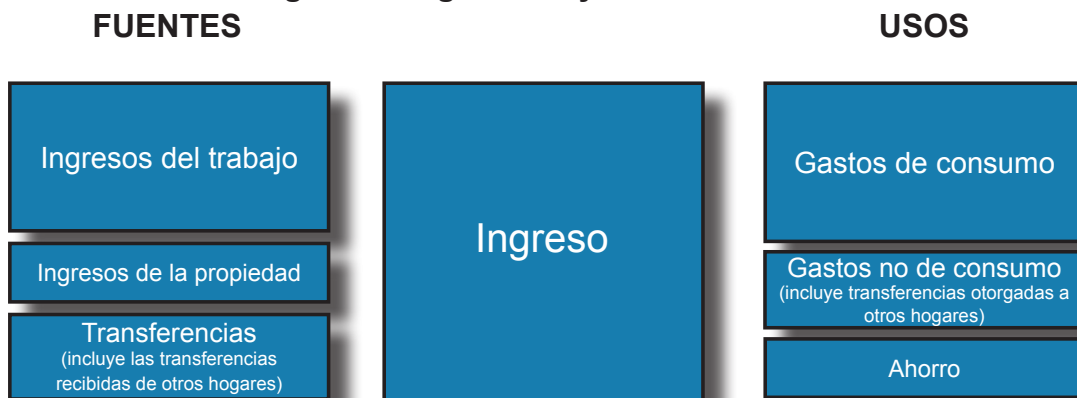 FUENTES
USOS
Ingresos del trabajo
Ingresos de la propiedad
Transferencias
(incluye las transferencias
recibidas de otros hogares)
Ingreso
Gastos de consumo
Gastos no de consumo
(incluye transferencias otorgadas a
otros hogares)
Ahorro